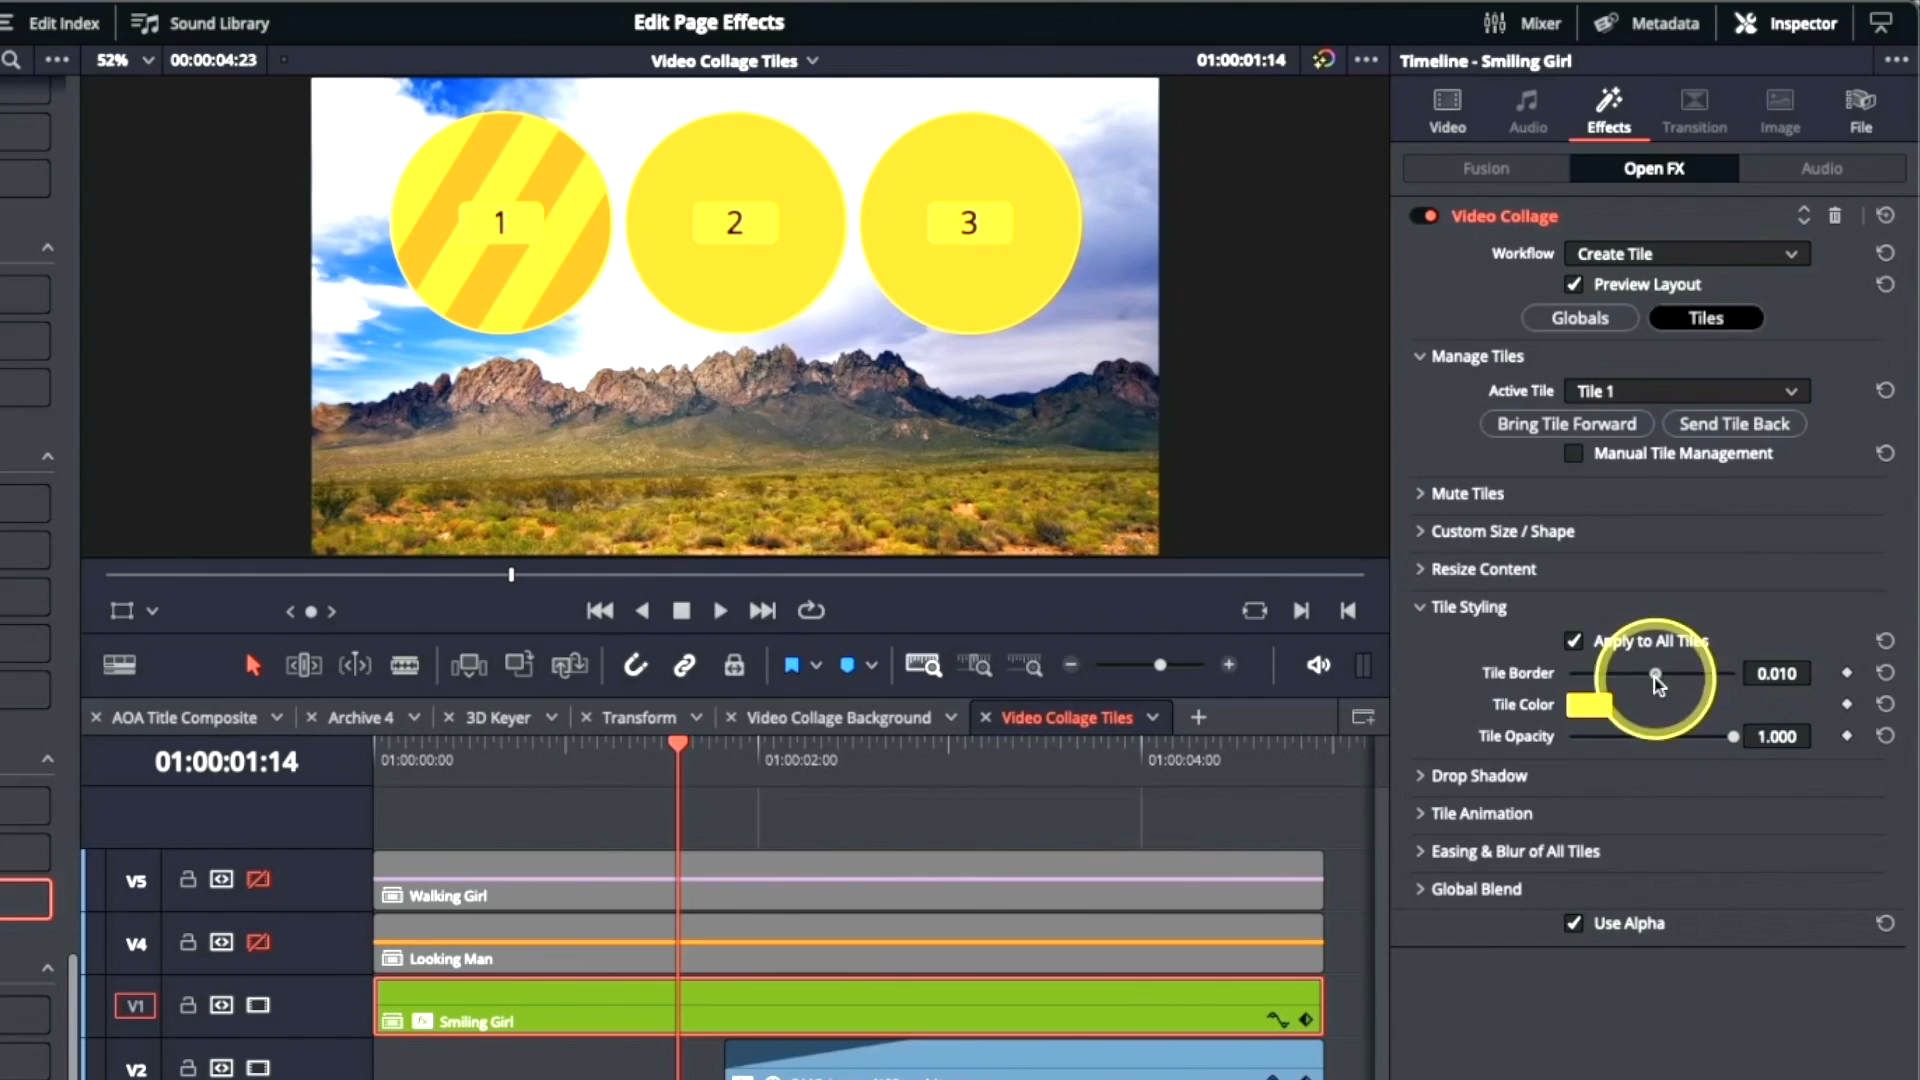 Edit Index
Sound Library
Edit Page Effects
Mixer
Metadata
Inspector
52%
00:00:04:23
Video Collage Tiles
01:00:01:14
Timeline - Smiling Girl
Video
Audio
Effects
Transition
Image
File
Fusion
Open FX
Audio
1
2
3
Video Collage
Workflow
Create Tile
Preview Layout
Globals
Tiles
Manage Tiles
Active Tile
Tile 1
Bring Tile Forward
Send Tile Back
Manual Tile Management
Mute Tiles
Custom Size / Shape
Resize Content
Tile Styling
Apply to All Tiles
Tile Border
0.010
Tile Color
Tile Opacity
1.000
Drop Shadow
Tile Animation
Easing & Blur of All Tiles
Global Blend
Use Alpha
AOA Title Composite
Archive 4
3D Keyer
Transform
Video Collage Background
Video Collage Tiles
01:00:01:14
01:00:00:00
01:00:02:00
01:00:04:00
V5
Walking Girl
V4
Looking Man
V1
fx
Smiling Girl
V2